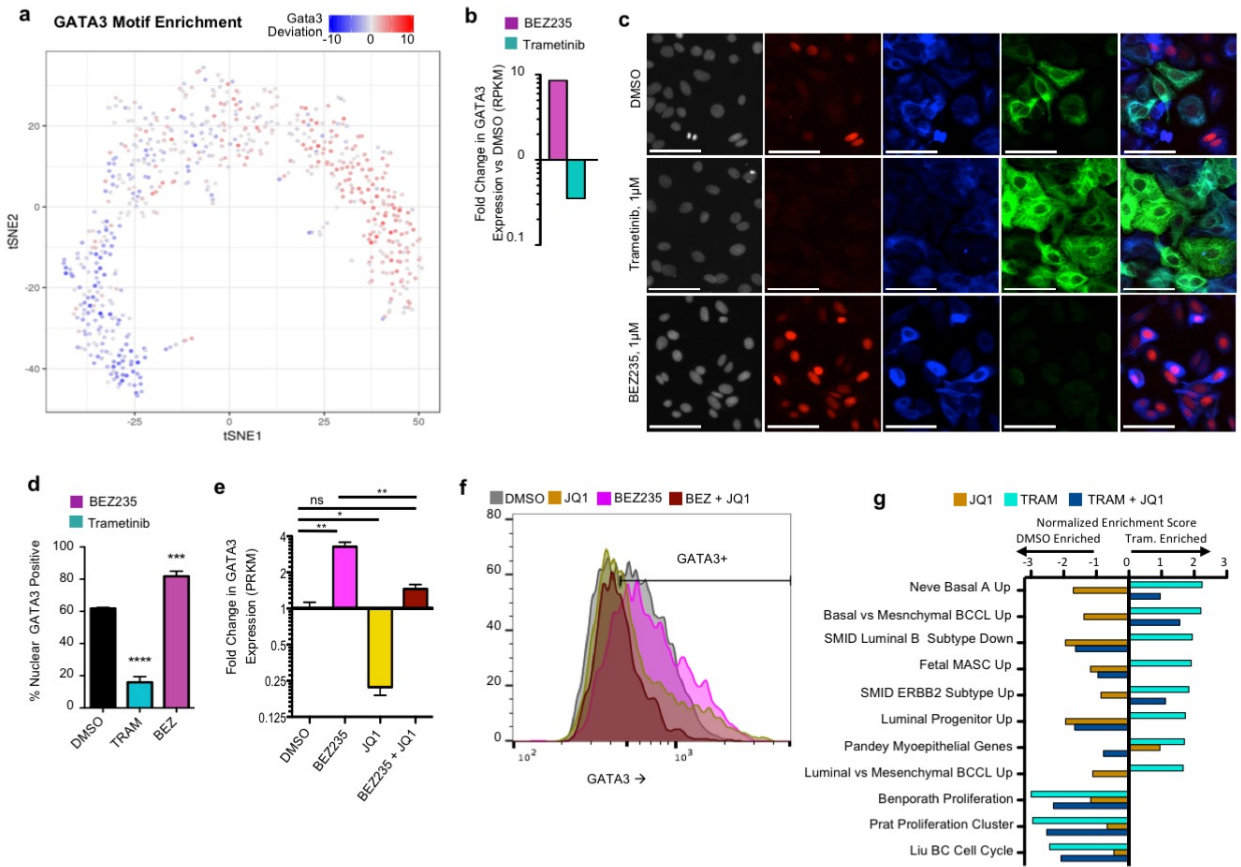 a
GATA3 Motif Enrichment
Gata3
Deviation
-10
0
10
tSNE2
20
0
-20
-40
-25
0
25
50
tSNE1
b
BEZ235
Trametinib
Fold Change in GATA3
Expression vs DMSO (RPKM)
10
0
0.1
c
DMSO
Trametinib, 1µM
BEZ235, 1µM
d
BEZ235
Trametinib
% Nuclear GATA3 Positive
100
80
60
40
20
0
****
***
DMSO
TRAM
BEZ
e
ns
**
*
**
Fold Change in GATA3
Expression (PRKM)
4
2
1
0.5
0.25
0.125
DMSO
BEZ235
JQ1
BEZ235 + JQ1
f
DMSO
JQ1
BEZ235
BEZ + JQ1
80
60
40
20
0
GATA3+
10²
10³
GATA3 →
g
JQ1
TRAM
TRAM + JQ1
Normalized Enrichment Score
DMSO Enriched
Tram. Enriched
-3 -2 -1 0 1 2 3
Neve Basal A Up
Basal vs Mesnchymal BCCL Up
SMID Luminal B Subtype Down
Fetal MASC Up
SMID ERBB2 Subtype Up
Luminal Progenitor Up
Pandey Myoepithelial Genes
Luminal vs Mesenchymal BCCL Up
Benporath Proliferation
Prat Proliferation Cluster
Liu BC Cell Cycle